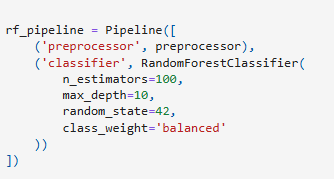 rf_pipeline = Pipeline([
    ('preprocessor', preprocessor),
    ('classifier', RandomForestClassifier(
        n_estimators=100,
        max_depth=10,
        random_state=42,
        class_weight='balanced'
    ))
])